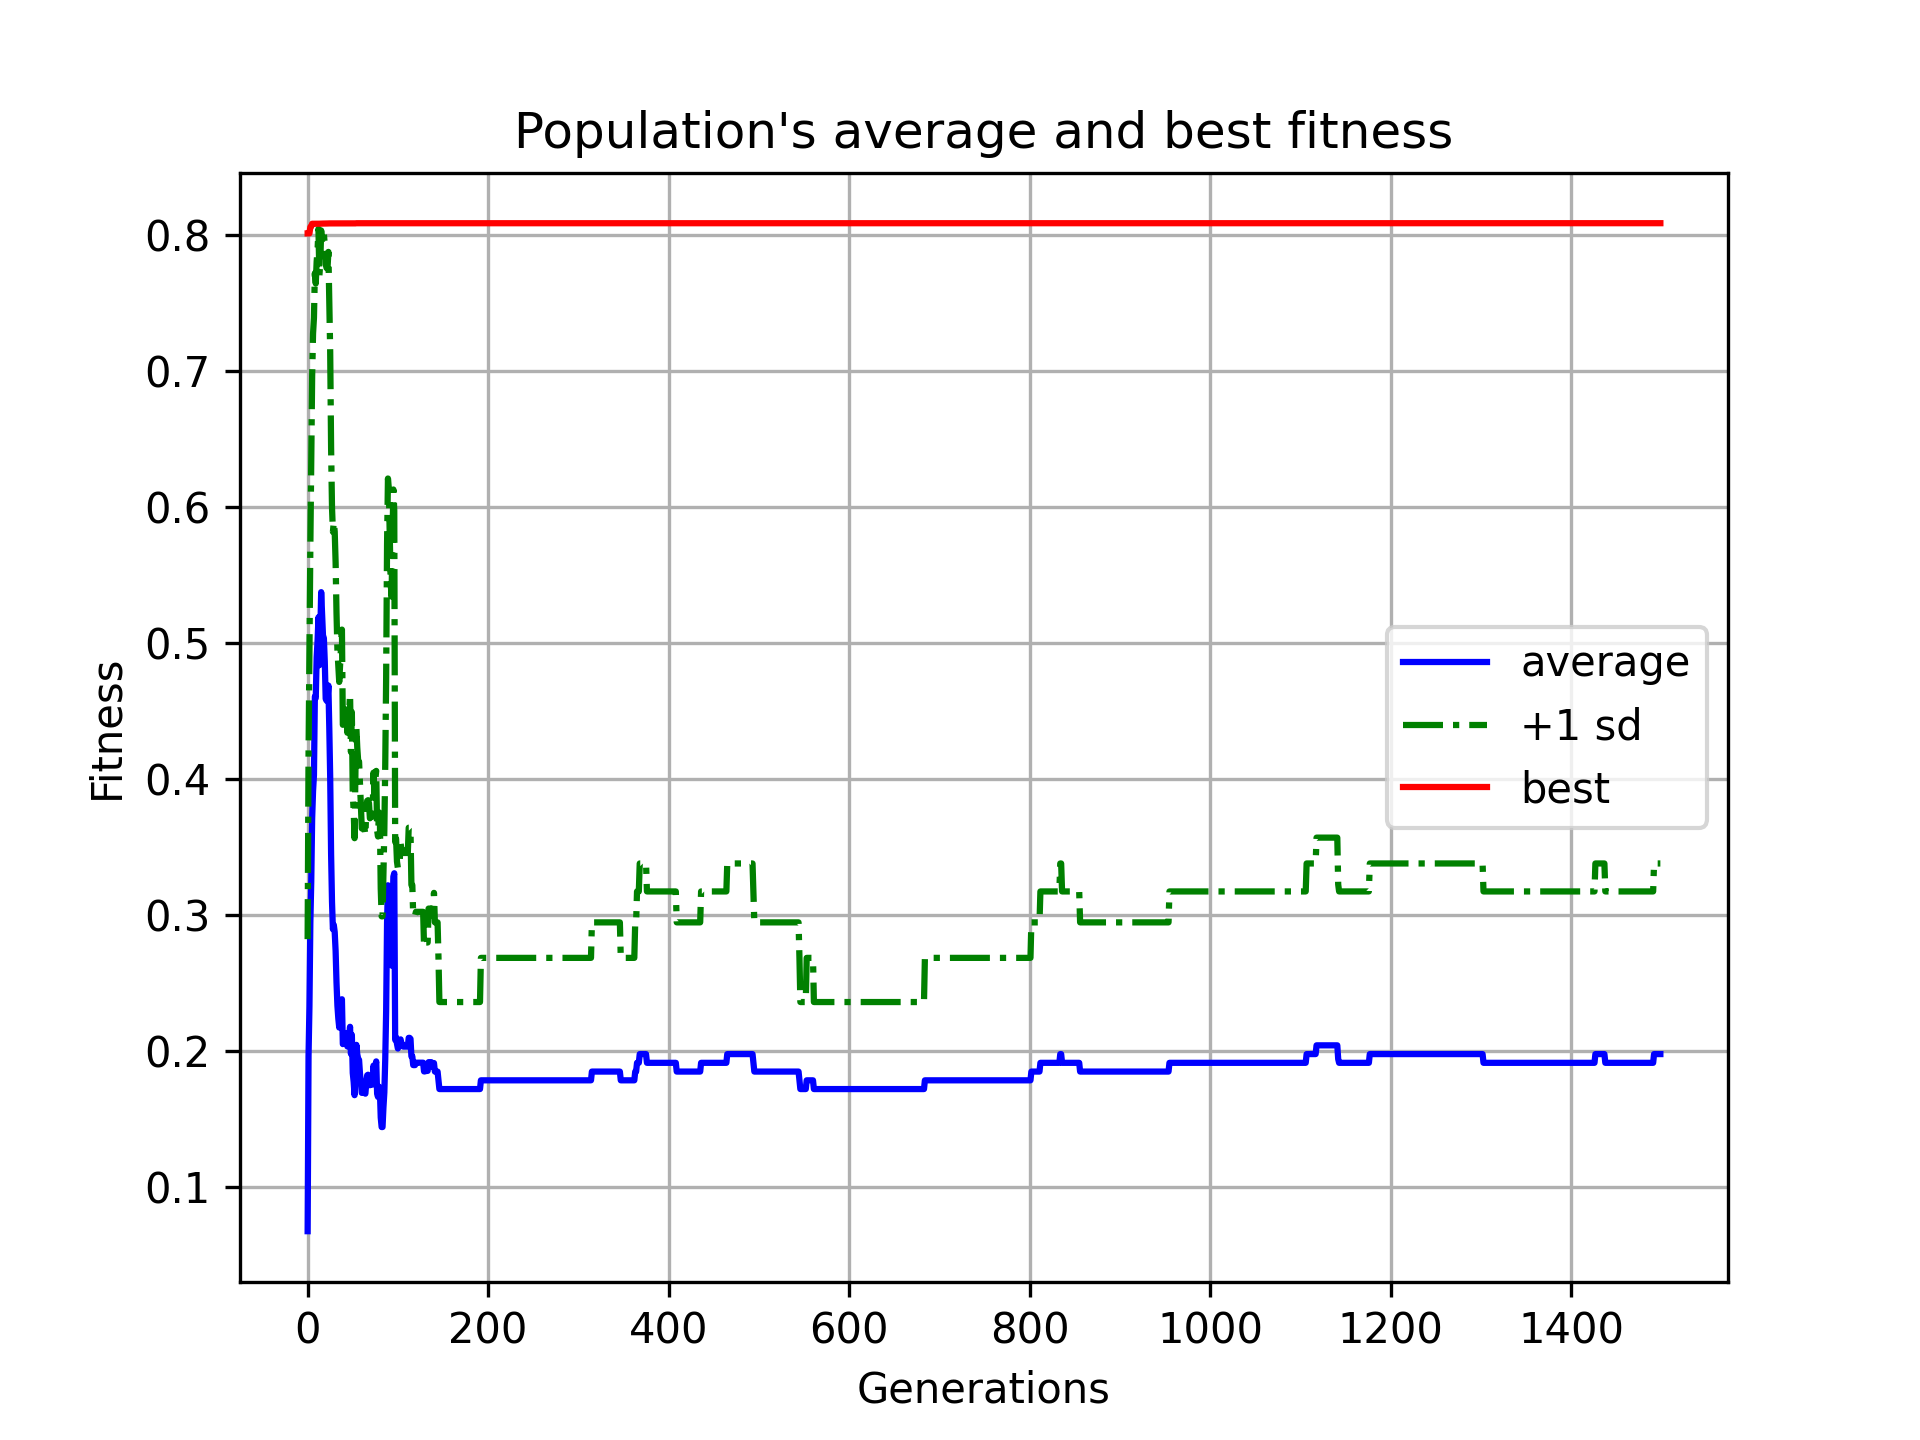 Population's average and best fitness
Fitness
0.8
0.7
0.6
0.5
0.4
0.3
0.2
0.1
average
+1 sd
best
0 200 400 600 800 1000 1200 1400
Generations